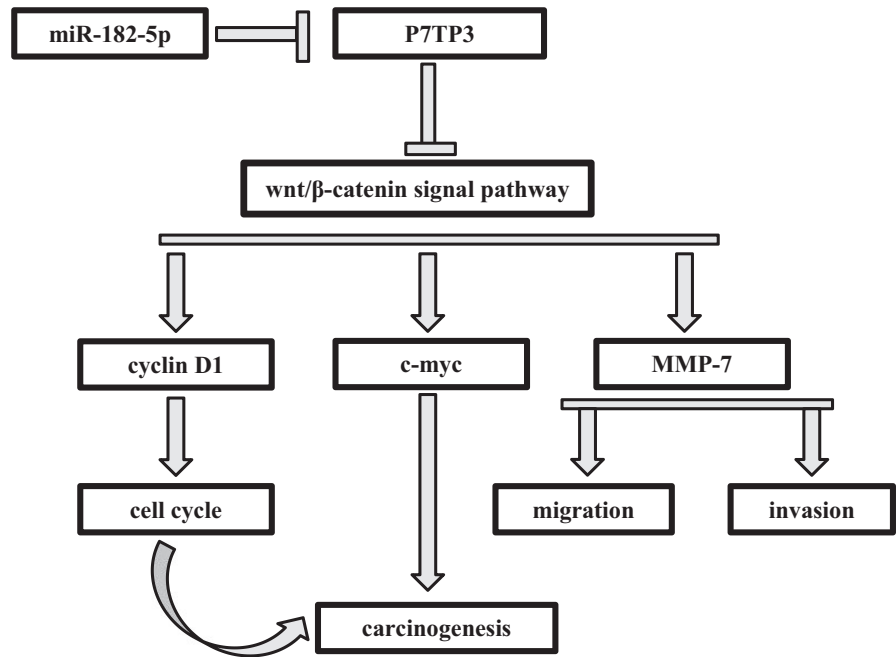 miR-182-5p
P7TP3
wnt/β-catenin signal pathway
cyclin D1
c-myc
MMP-7
cell cycle
migration
invasion
carcinogenesis